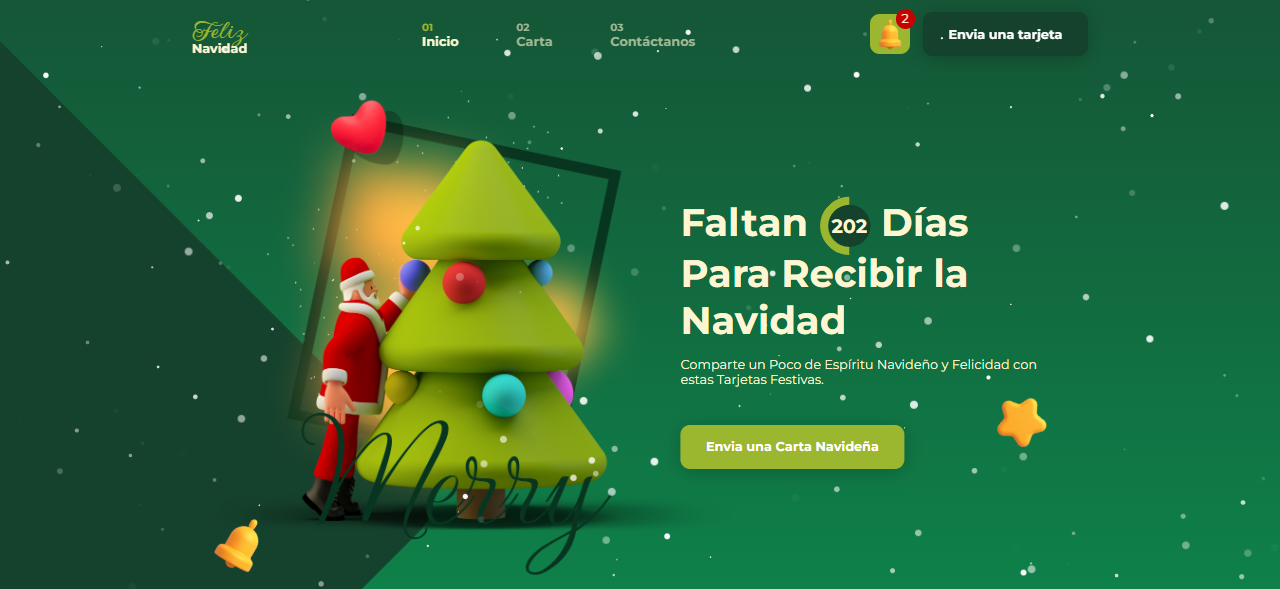 Feliz
Navidad
01
Inicio
02
Carta
03
Contáctanos
2
Envia una tarjeta
Faltan 202 Días
Para Recibir la
Navidad
Comparte un Poco de Espíritu Navideño y Felicidad con
estas Tarjetas Festivas.
Envia una Carta Navideña
Merry